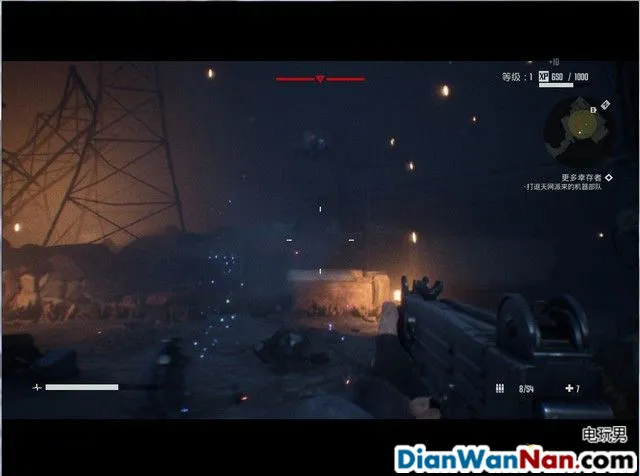 +10
等级：1 XP 650 / 1000
更多幸存者
-打退天网派来的机器部队
8/54
7
电玩男
DianWanNan.com